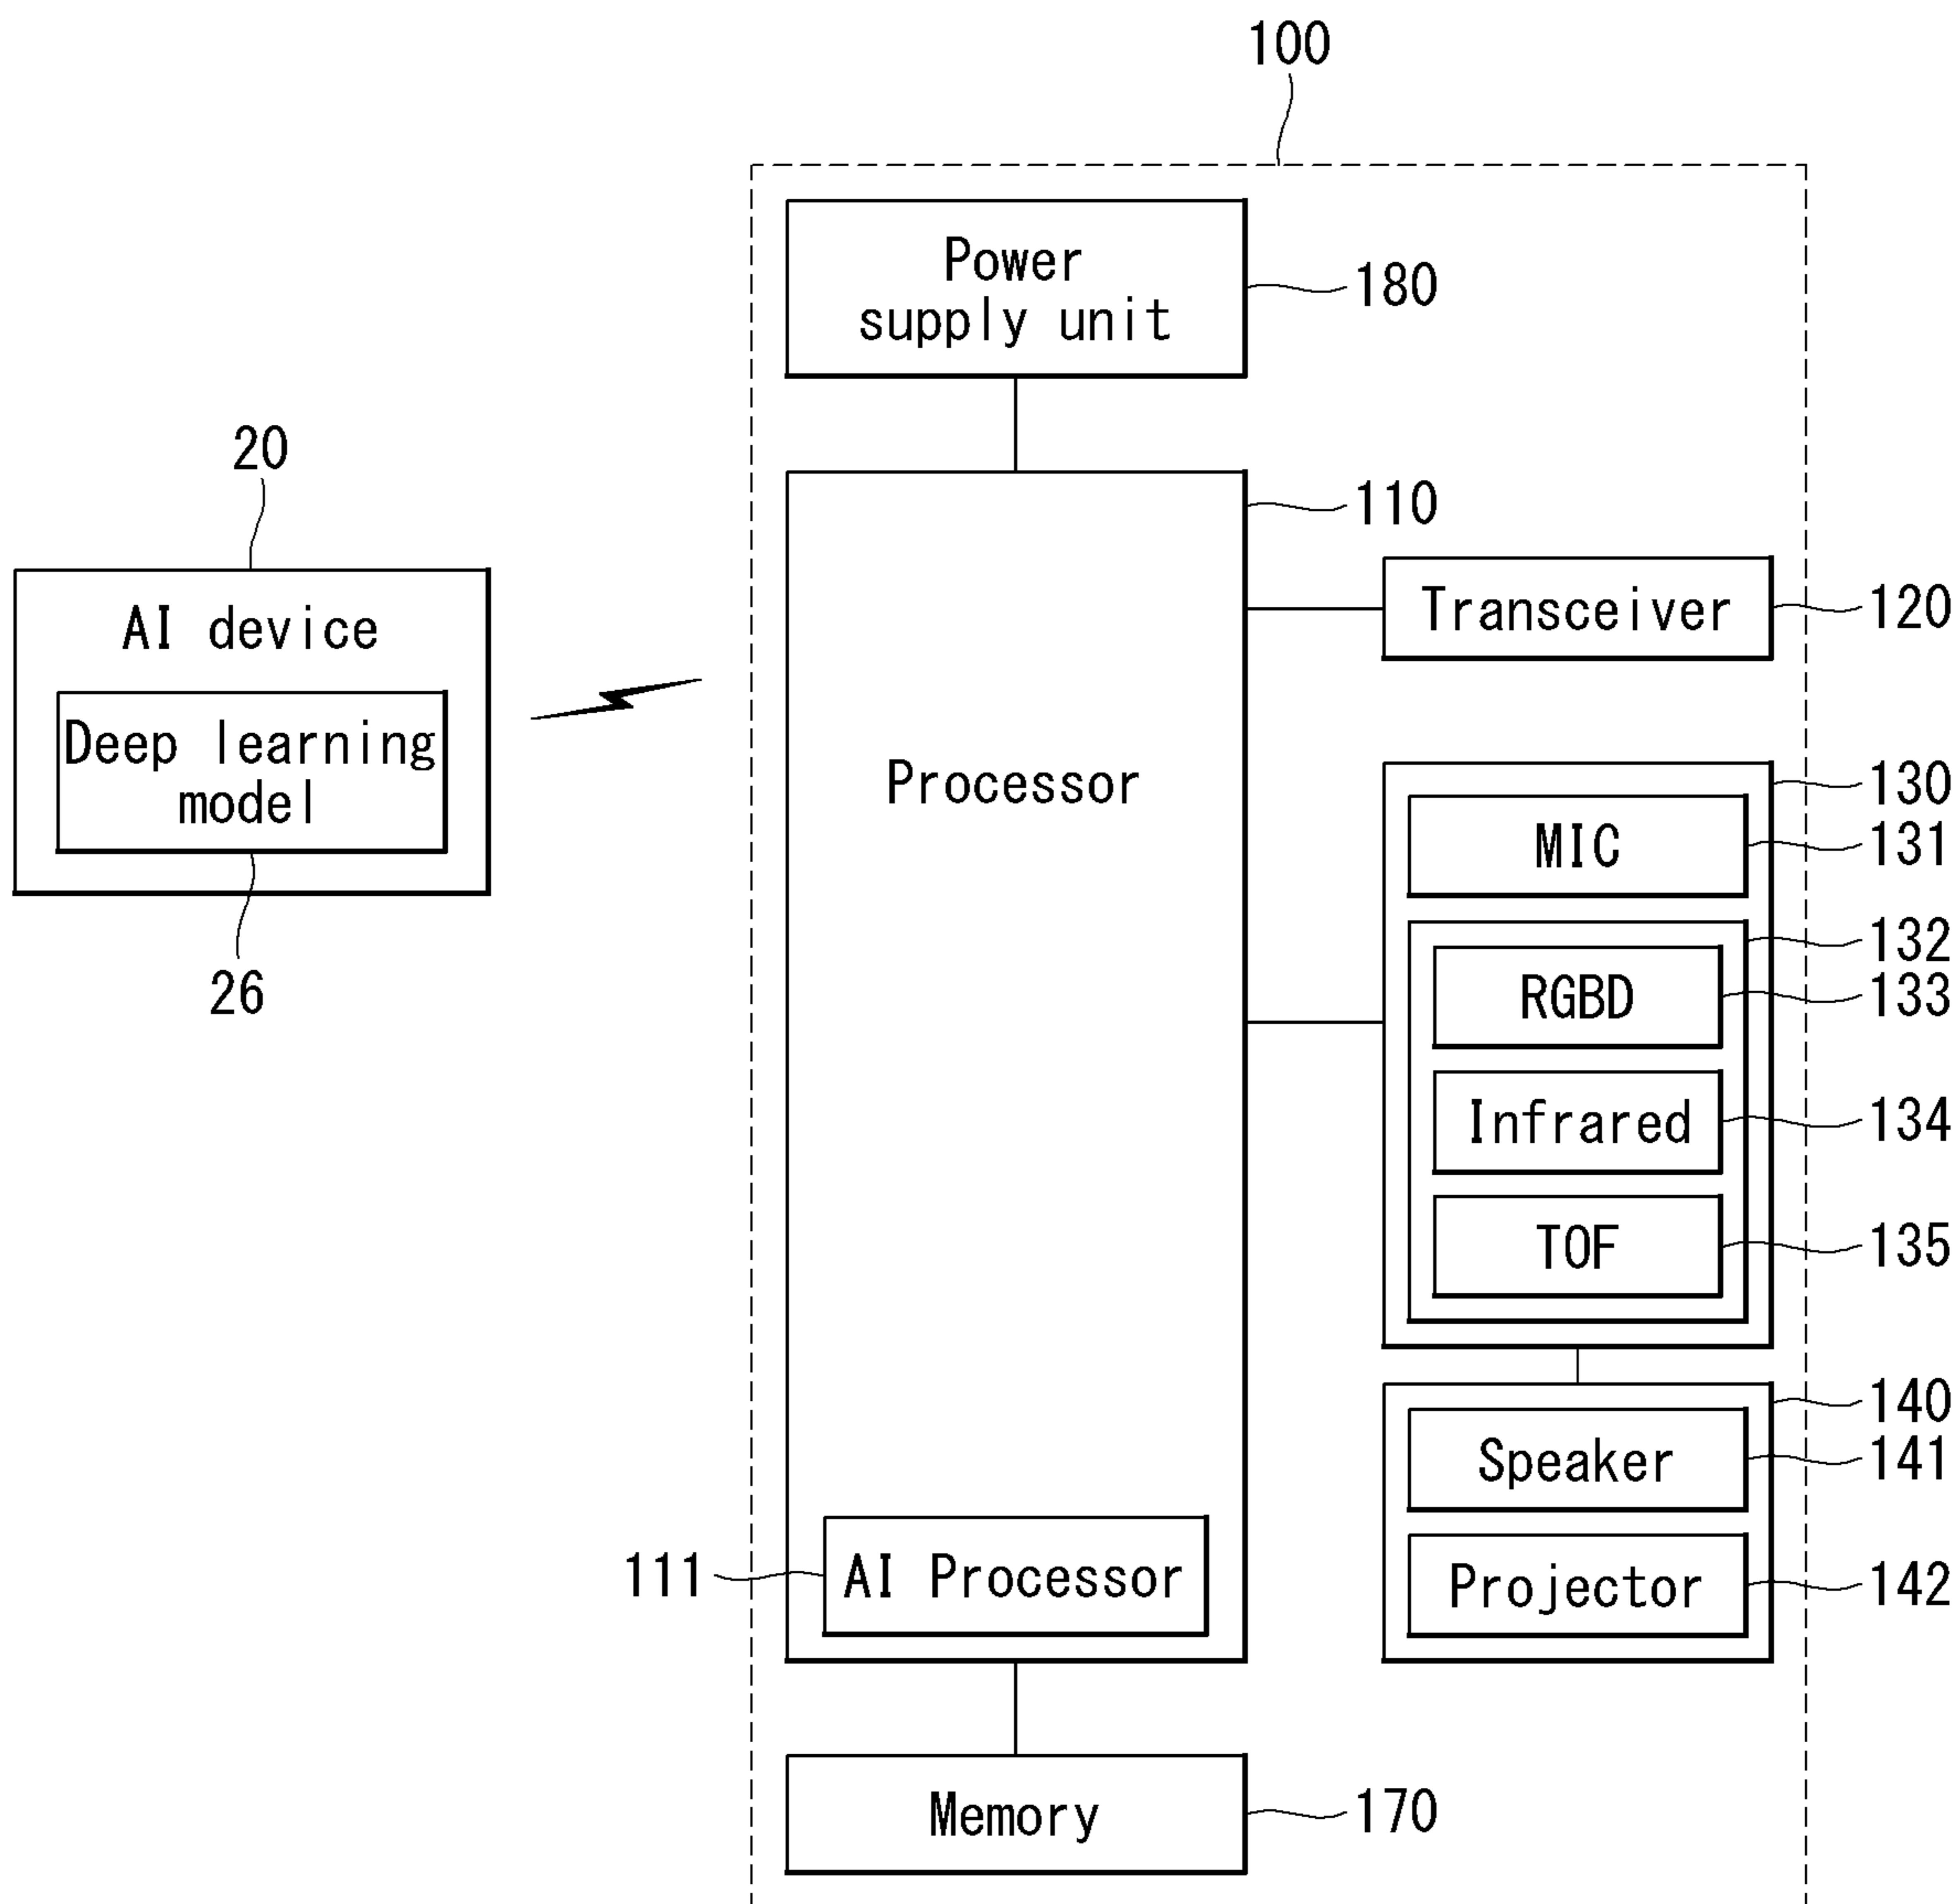 100
Power
supply unit
180
20
110
AI device
Transceiver
120
Deep learning
model
26
Processor
130
MIC
131
132
RGBD
133
Infrared
134
TOF
135
140
Speaker
141
111
AI Processor
Projector
142
Memory
170